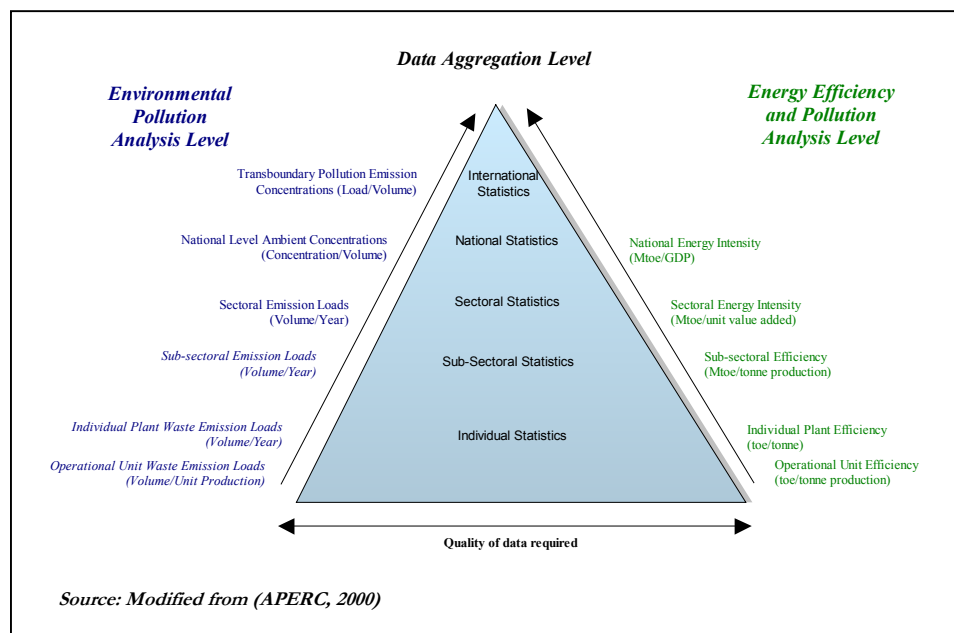 Data Aggregation Level
Environmental
Pollution
Analysis Level
Energy Efficiency
and Pollution
Analysis Level
Transboundary Pollution Emission
Concentrations (Load/Volume)
International
Statistics
National Level Ambient Concentrations
(Concentration/Volume)
National Statistics
National Energy Intensity
(Mtoe/GDP)
Sectoral Emission Loads
(Volume/Year)
Sectoral Statistics
Sectoral Energy Intensity
(Mtoe/unit value added)
Sub-sectoral Emission Loads
(Volume/Year)
Sub-Sectoral Statistics
Sub-sectoral Efficiency
(Mtoe/tonne production)
Individual Plant Waste Emission Loads
(Volume/Year)
Individual Statistics
Individual Plant Efficiency
(toe/tonne)
Operational Unit Waste Emission Loads
(Volume/Unit Production)
Operational Unit Efficiency
(toe/tonne production)
Quality of data required
Source: Modified from (APERC, 2000)